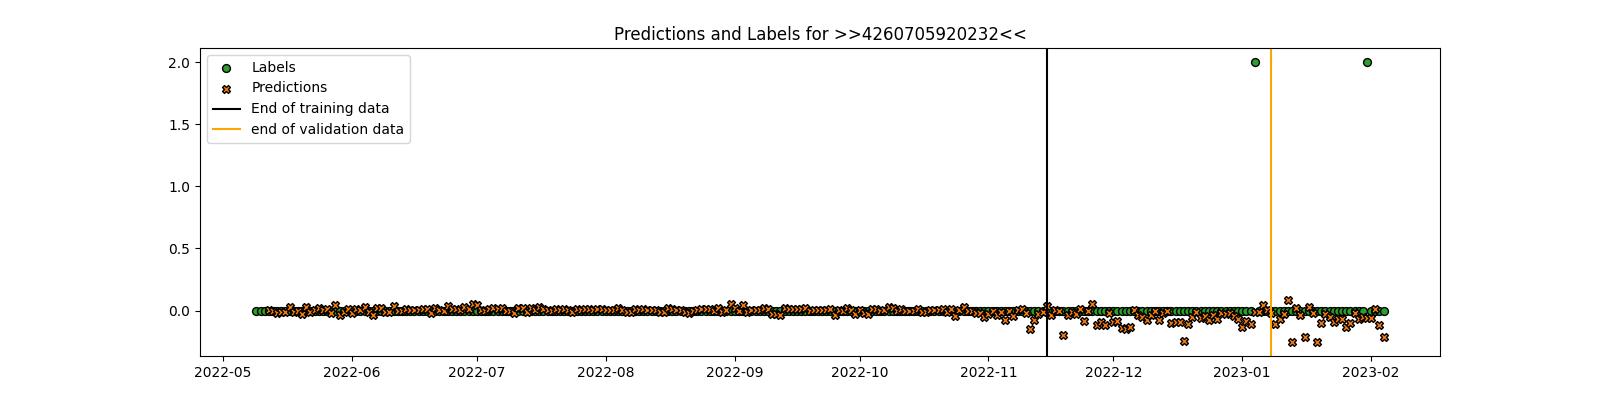 Predictions and Labels for >>4260705920232<<
Labels
Predictions
End of training data
end of validation data
2.0
1.5
1.0
0.5
0.0
2022-05 2022-06 2022-07 2022-08 2022-09 2022-10 2022-11 2022-12 2023-01 2023-02